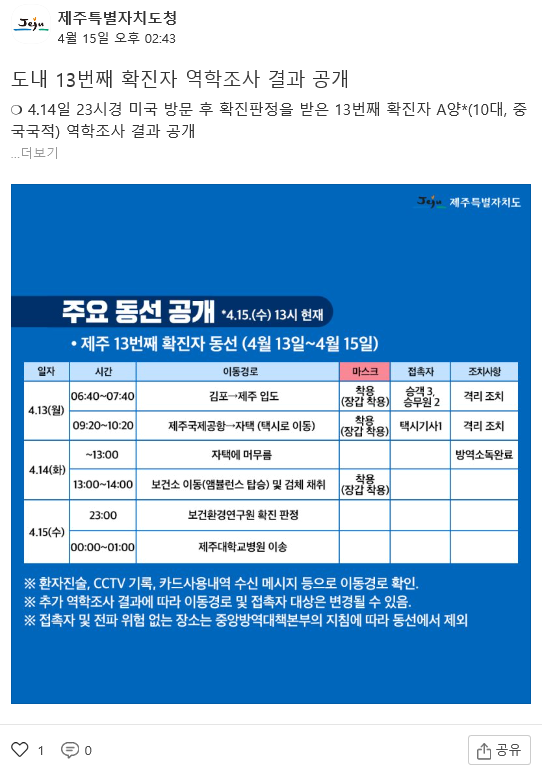 Jeju
제주특별자치도청
4월 15일 오후 02:43
도내 13번째 확진자 역학조사 결과 공개
❍ 4.14일 23시경 미국 방문 후 확진판정을 받은 13번째 확진자 A양*(10대, 중
국국적) 역학조사 결과 공개
...더보기
Jeju 제주특별자치도
주요 동선 공개 *4.15.(수) 13시 현재
• 제주 13번째 확진자 동선 (4월 13일~4월 15일)
일자 시간 이동경로 마스크 접촉자 조치사항
4.13(월) 06:40~07:40 김포→제주 입도 착용 (장갑 착용) 승객 3, 승무원 2 격리 조치
09:20~10:20 제주국제공항→자택 (택시로 이동) 착용 (장갑 착용) 택시기사1 격리 조치
4.14(화) ~13:00 자택에 머무름 방역소독완료
13:00~14:00 보건소 이동(앰뷸런스 탑승) 및 검체 채취 착용 (장갑 착용)
4.15(수) 23:00 보건환경연구원 확진 판정
00:00~01:00 제주대학교병원 이송
※ 환자진술, CCTV 기록, 카드사용내역 수신 메시지 등으로 이동경로 확인.
※ 추가 역학조사 결과에 따라 이동경로 및 접촉자 대상은 변경될 수 있음.
※ 접촉자 및 전파 위험 없는 장소는 중앙방역대책본부의 지침에 따라 동선에서 제외
1 0 공유